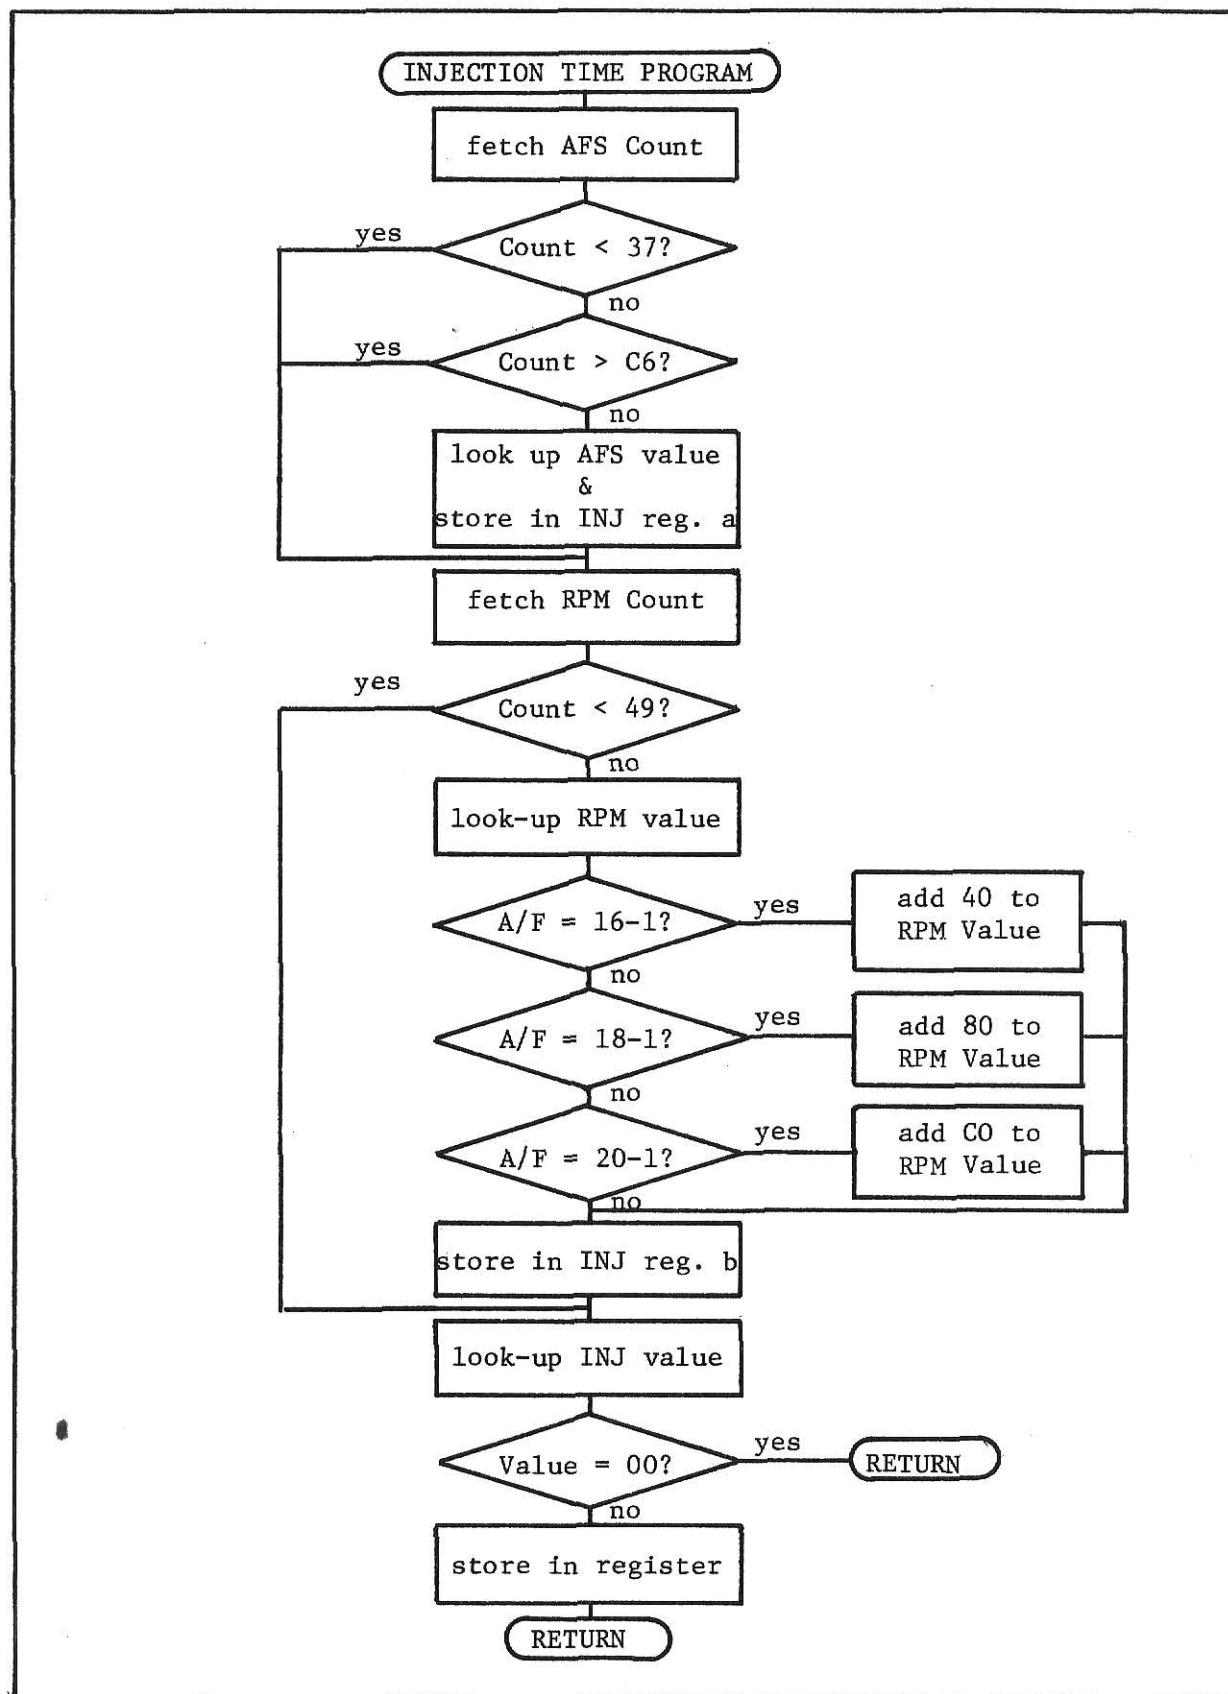 INJECTION TIME PROGRAM
fetch AFS Count
yes
Count < 37?
no
yes
Count > C6?
no
look up AFS value
&
store in INJ reg. a
fetch RPM Count
yes
Count < 49?
no
look-up RPM value
A/F = 16-1?
yes
add 40 to
RPM Value
no
A/F = 18-1?
yes
add 80 to
RPM Value
no
A/F = 20-1?
yes
add CO to
RPM Value
no
store in INJ reg. b
look-up INJ value
Value = 00?
yes
RETURN
no
store in register
RETURN